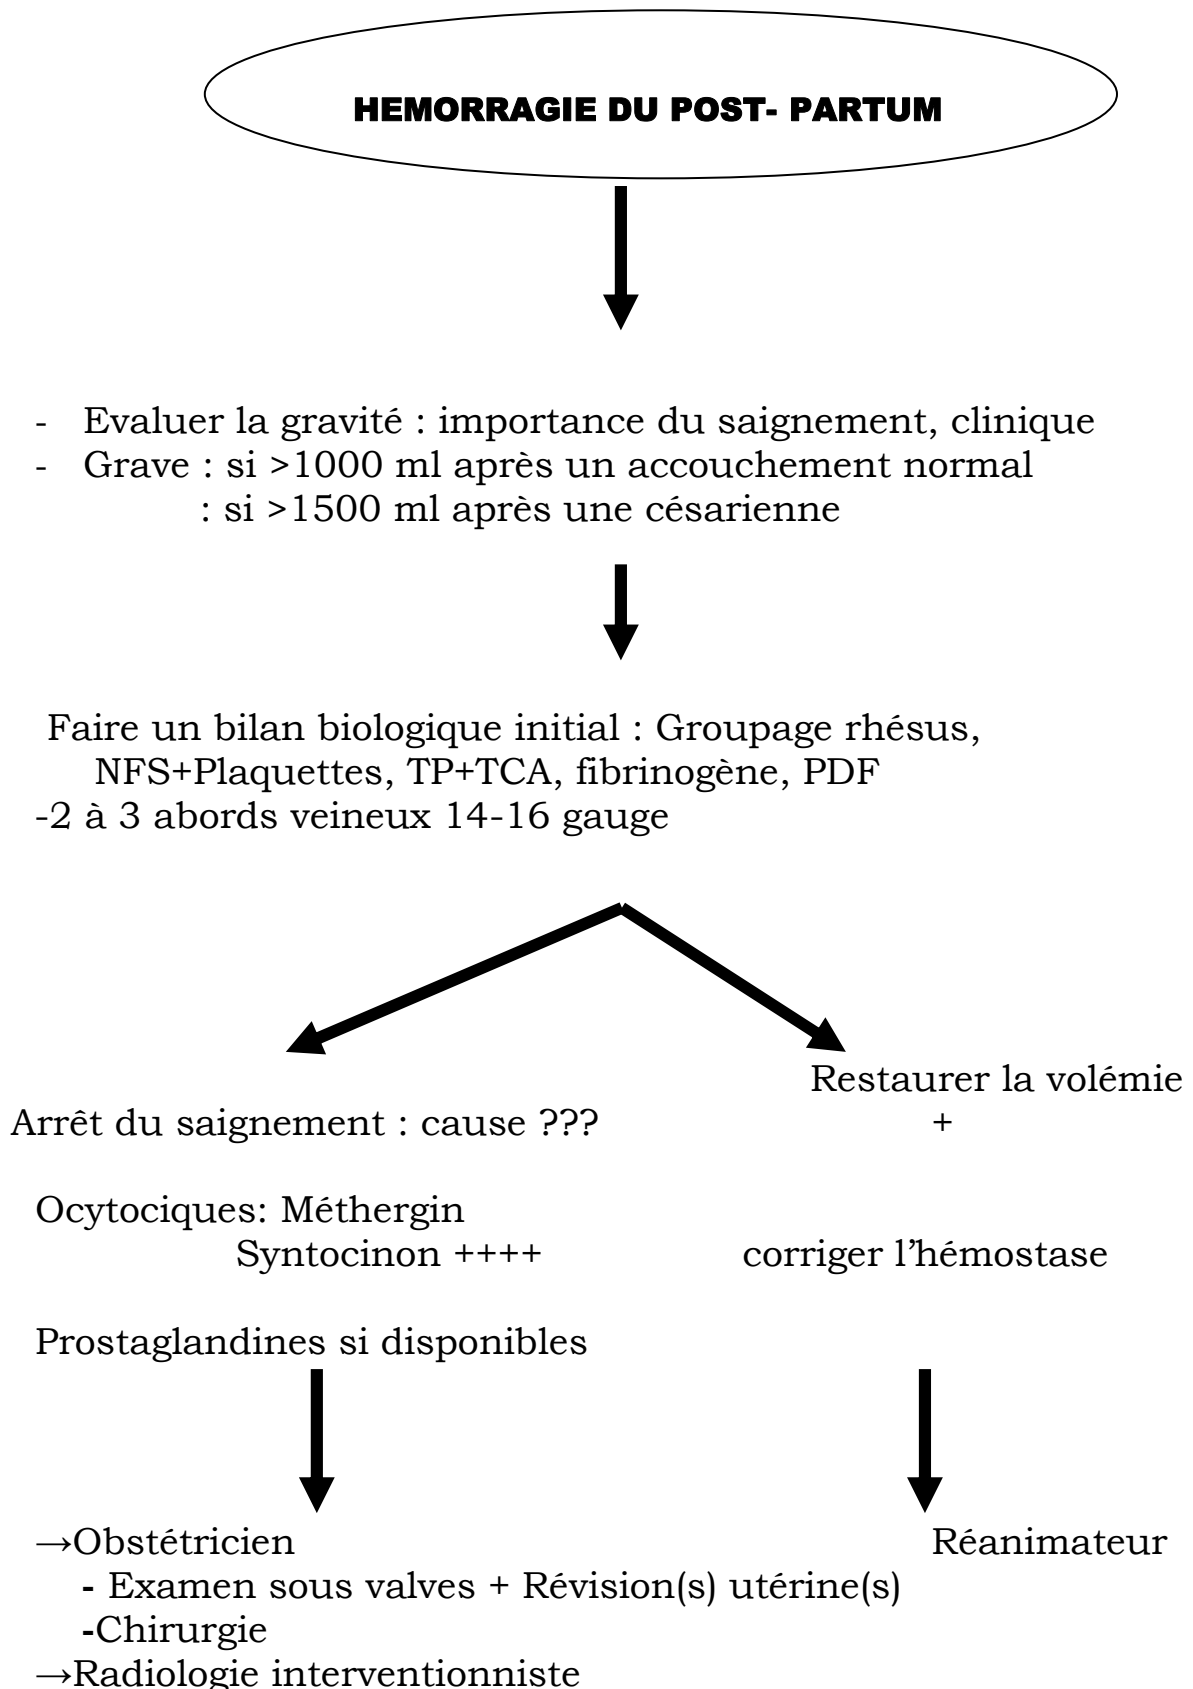 HEMORRAGIE DU POST- PARTUM
- Evaluer la gravité : importance du saignement, clinique
- Grave : si >1000 ml après un accouchement normal
: si >1500 ml après une césarienne
Faire un bilan biologique initial : Groupage rhésus,
NFS+Plaquettes, TP+TCA, fibrinogène, PDF
-2 à 3 abords veineux 14-16 gauge
Restaurer la volémie
Arrêt du saignement : cause ??? +
Ocytociques: Méthergin
Syntocinon ++++ corriger l’hémostase
Prostaglandines si disponibles
→Obstétricien Réanimateur
- Examen sous valves + Révision(s) utérine(s)
-Chirurgie
→Radiologie interventionniste